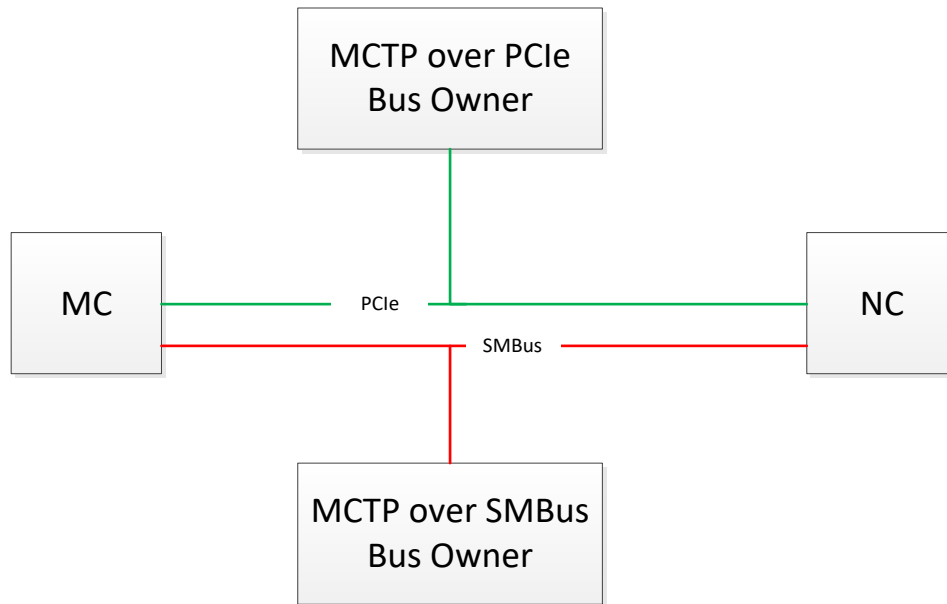 MCTP over PCIe
Bus Owner
MC
PCIe
NC
SMBus
MCTP over SMBus
Bus Owner